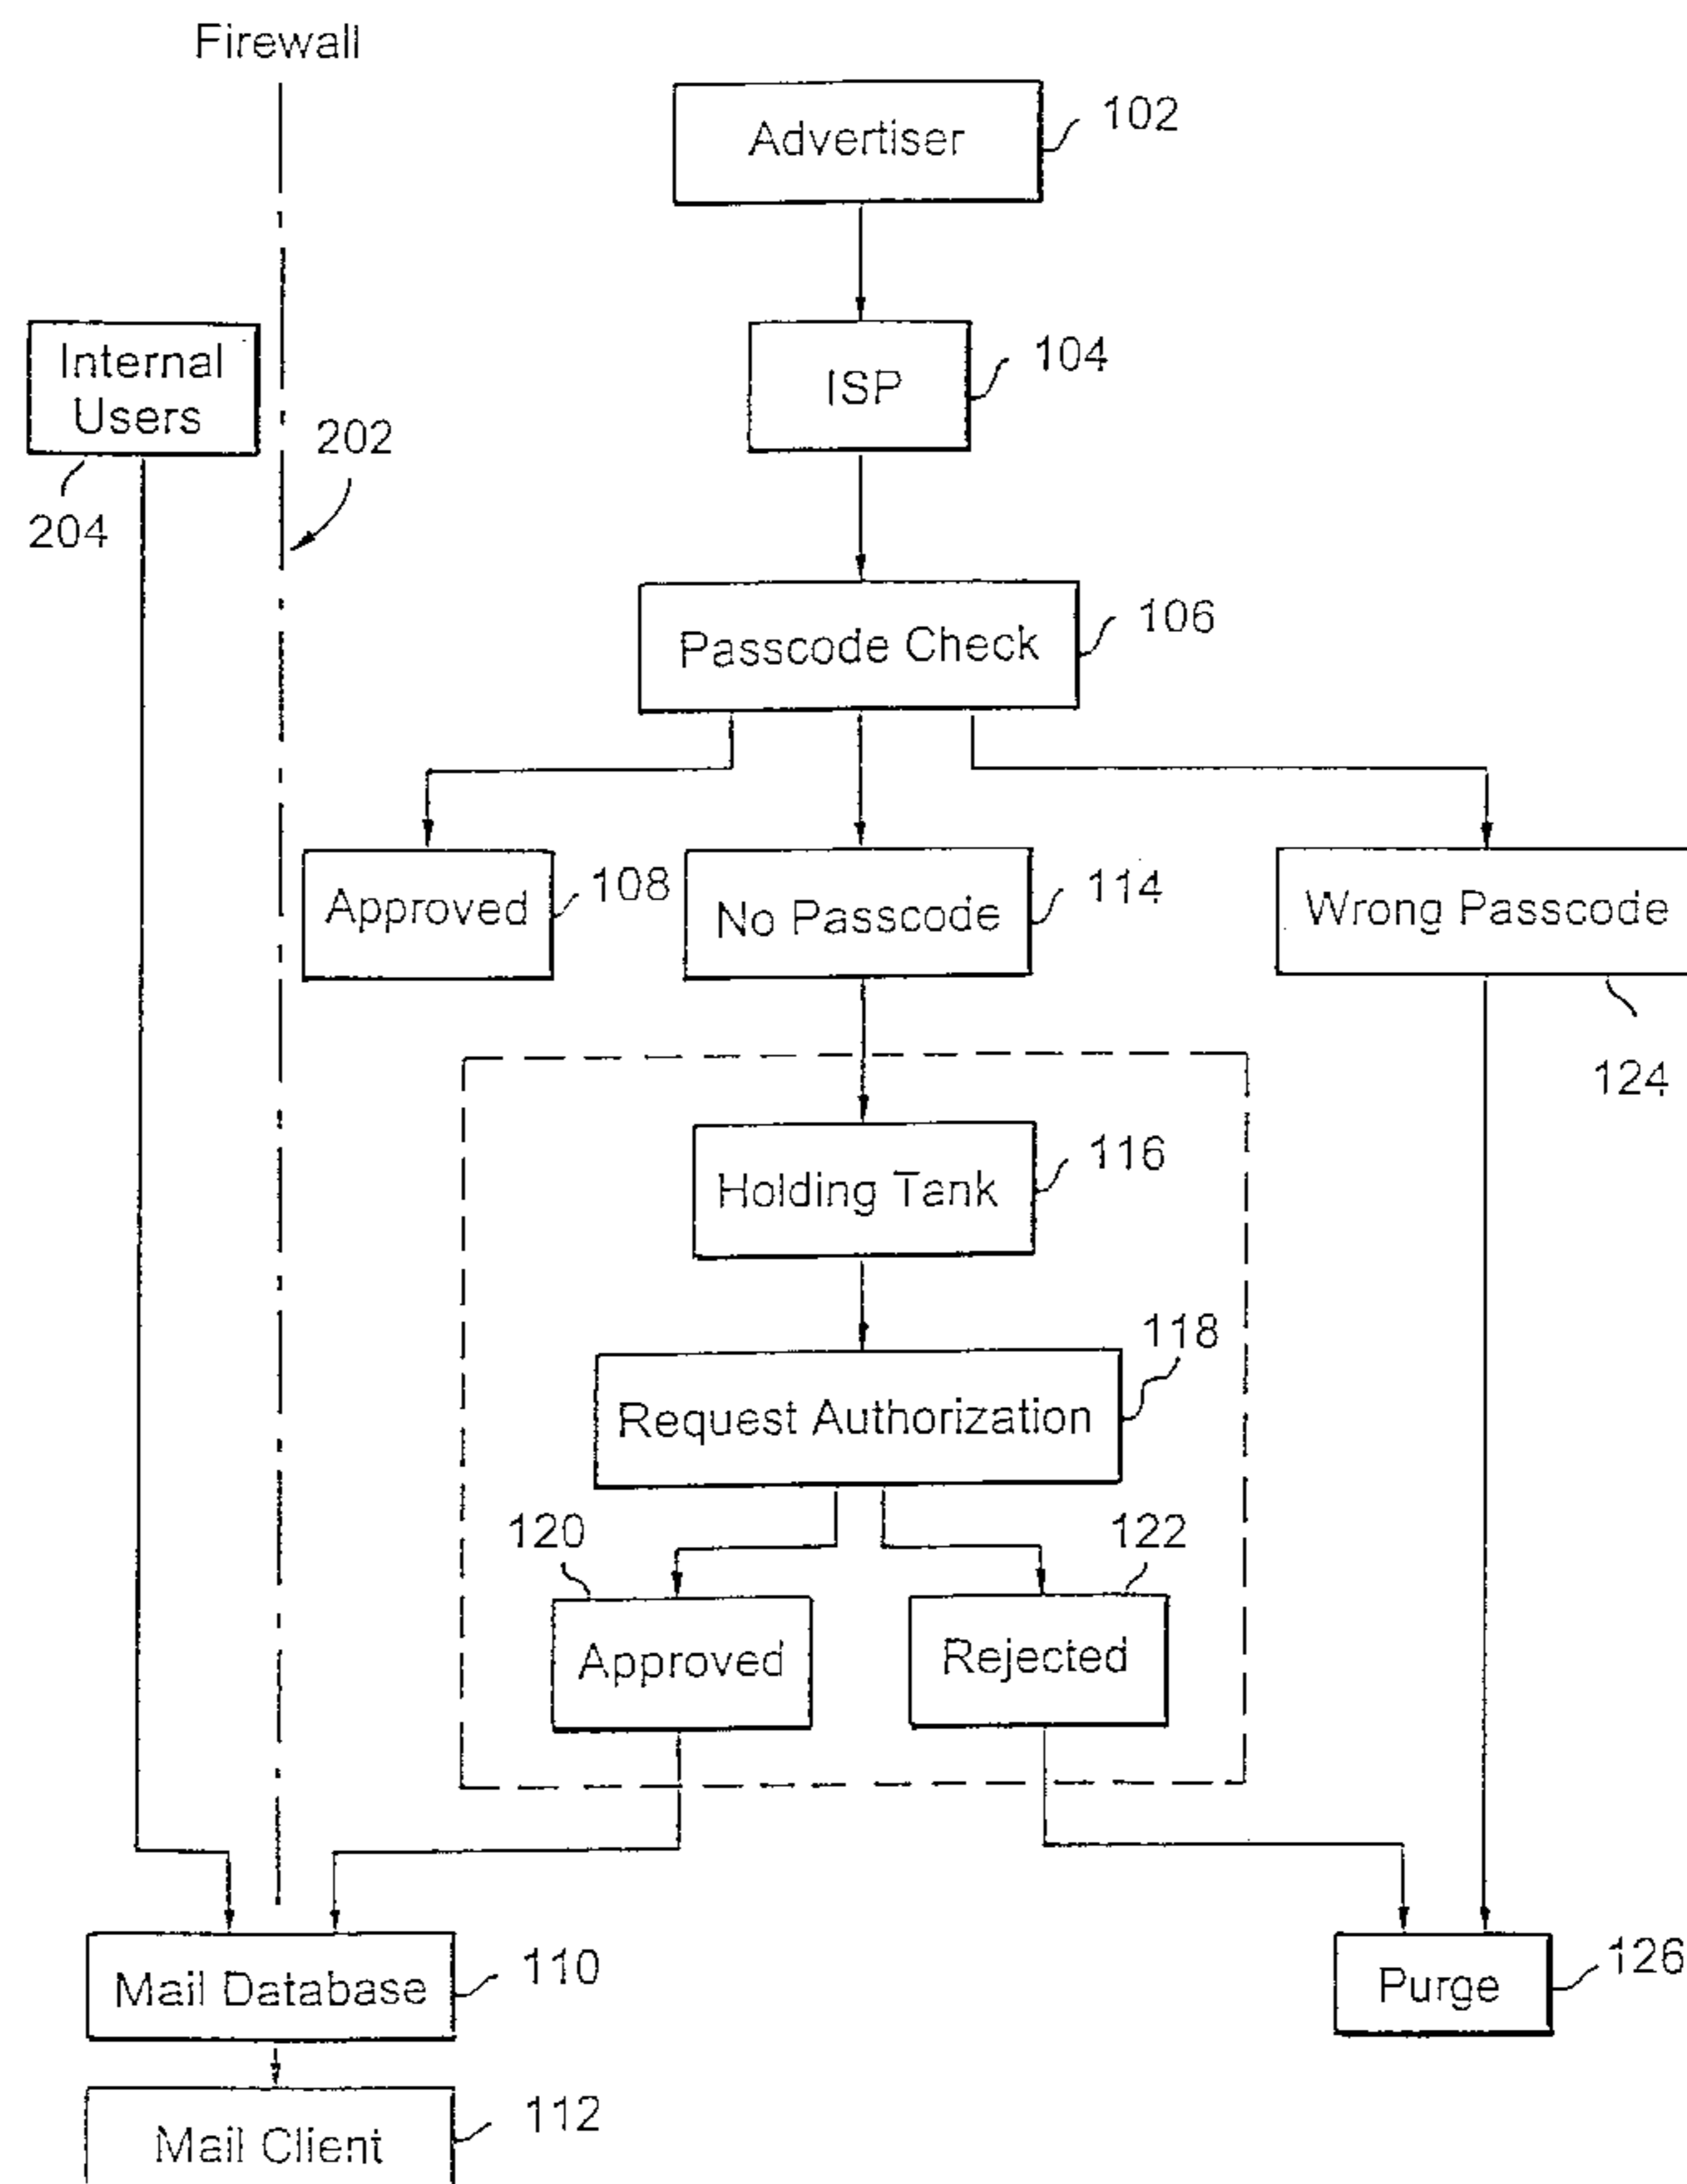 Firewall
Advertiser
102
Internal
Users
ISP
104
202
204
Passcode Check
106
Approved
108
No Passcode
114
Wrong Passcode
124
Holding Tank
116
118
Request Authorization
120
122
Approved
Rejected
Mail Database
110
Purge
126
Mail Client
112